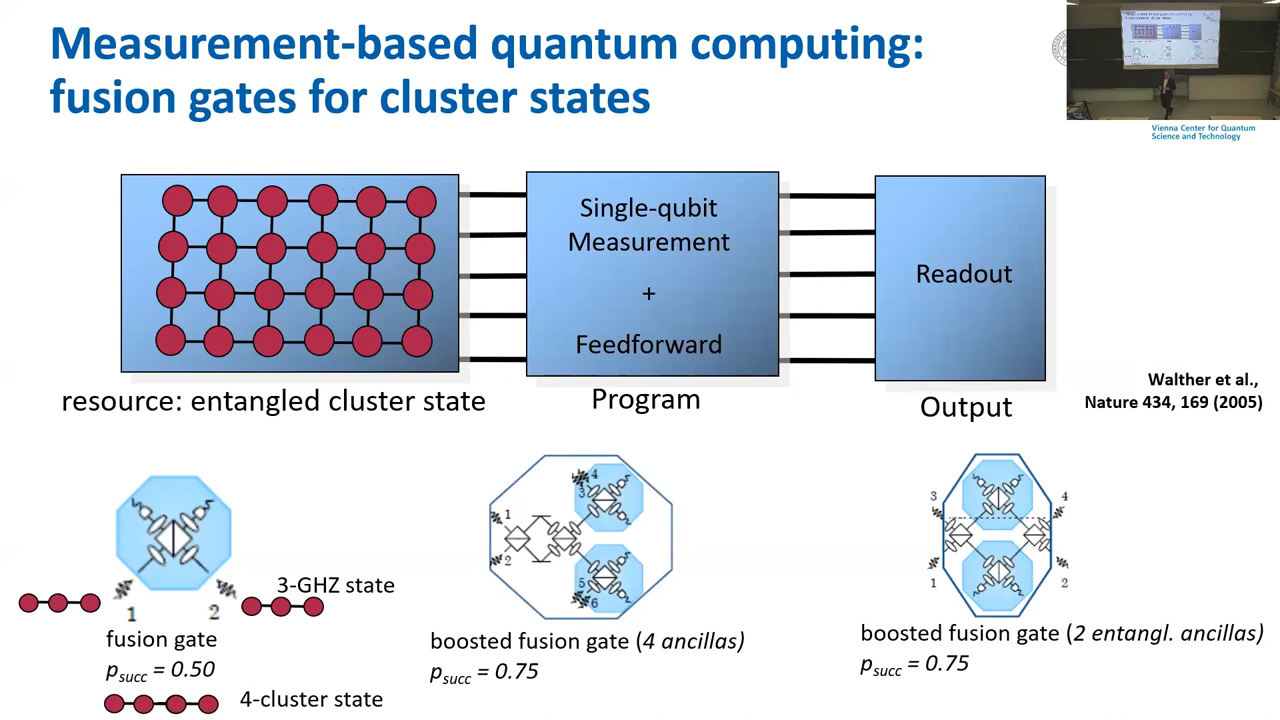 Measurement-based quantum computing:
fusion gates for cluster states
Vienna Center for Quantum
Science and Technology
Single-qubit
Measurement
+
Feedforward
Readout
resource: entangled cluster state
Program
Output
Walther et al.,
Nature 434, 169 (2005)
1
2
3-GHZ state
fusion gate
p_succ = 0.50
4-cluster state
1
2
4
3
5
6
boosted fusion gate (4 ancillas)
p_succ = 0.75
3
4
1
2
boosted fusion gate (2 entangl. ancillas)
p_succ = 0.75